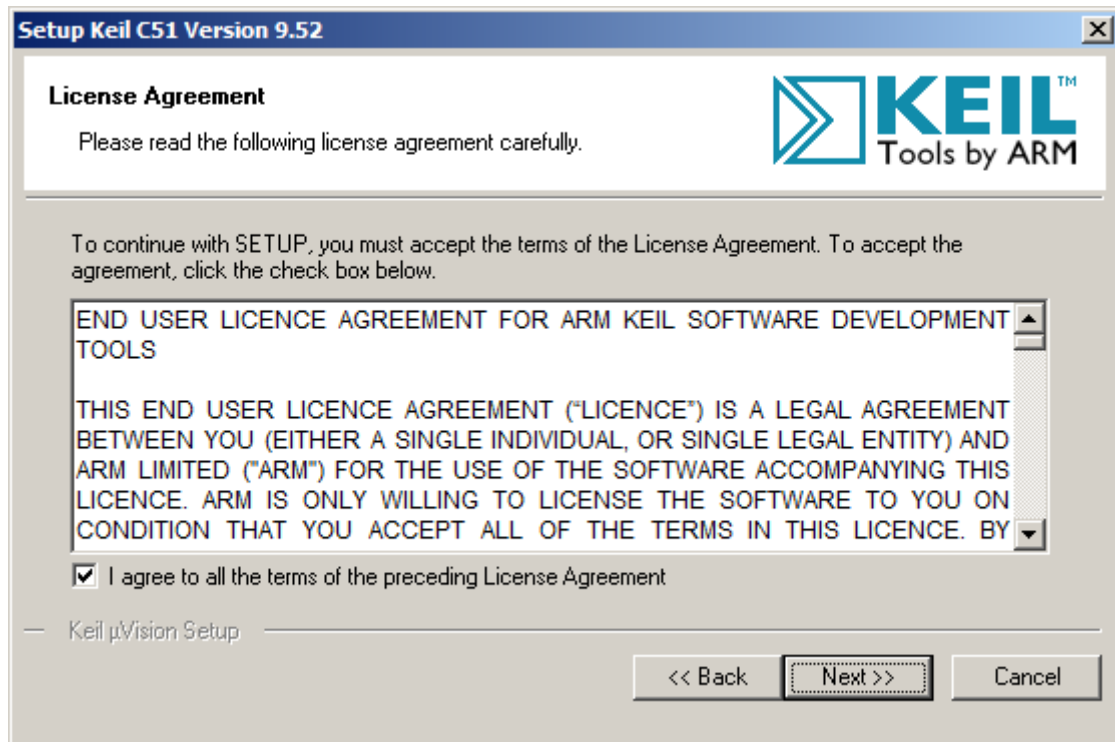 Setup Keil C51 Version 9.52
License Agreement
Please read the following license agreement carefully.
KEIL™
Tools by ARM
To continue with SETUP, you must accept the terms of the License Agreement. To accept the
agreement, click the check box below.
END USER LICENCE AGREEMENT FOR ARM KEIL SOFTWARE DEVELOPMENT
TOOLS
THIS END USER LICENCE AGREEMENT (“LICENCE”) IS A LEGAL AGREEMENT
BETWEEN YOU (EITHER A SINGLE INDIVIDUAL, OR SINGLE LEGAL ENTITY) AND
ARM LIMITED ("ARM") FOR THE USE OF THE SOFTWARE ACCOMPANYING THIS
LICENCE. ARM IS ONLY WILLING TO LICENSE THE SOFTWARE TO YOU ON
CONDITION THAT YOU ACCEPT ALL OF THE TERMS IN THIS LICENCE. BY
I agree to all the terms of the preceding License Agreement
Keil µVision Setup
<< Back
Next >>
Cancel